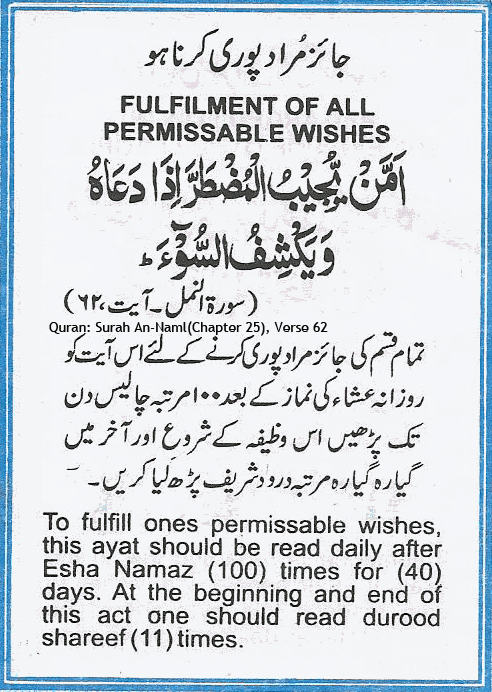 جائز مُراد پوری کرنا ہو
FULFILMENT OF ALL
PERMISSABLE WISHES
اَمَّنْ يُّجِيْبُ الْمُضْطَرَّ اِذَا دَعَاهُ
وَيَكْشِفُ السُّوْٓءَ ط
(سورۃ النمل۔ آیت، ۶۲)
Quran: Surah An-Naml(Chapter 25), Verse 62
تمام قسم کی جائز مراد پوری کرنے کے لئے اس آیت کو
روزانہ عشاء کی نماز کے بعد ۱۰۰ مرتبہ چالیس دن
تک پڑھیں اس وظیفہ کے شروع اور آخر میں
گیارہ گیارہ مرتبہ درود شریف پڑھ لیا کریں۔
To fulfill ones permissable wishes,
this ayat should be read daily after
Esha Namaz (100) times for (40)
days. At the beginning and end of
this act one should read durood
shareef (11) times.